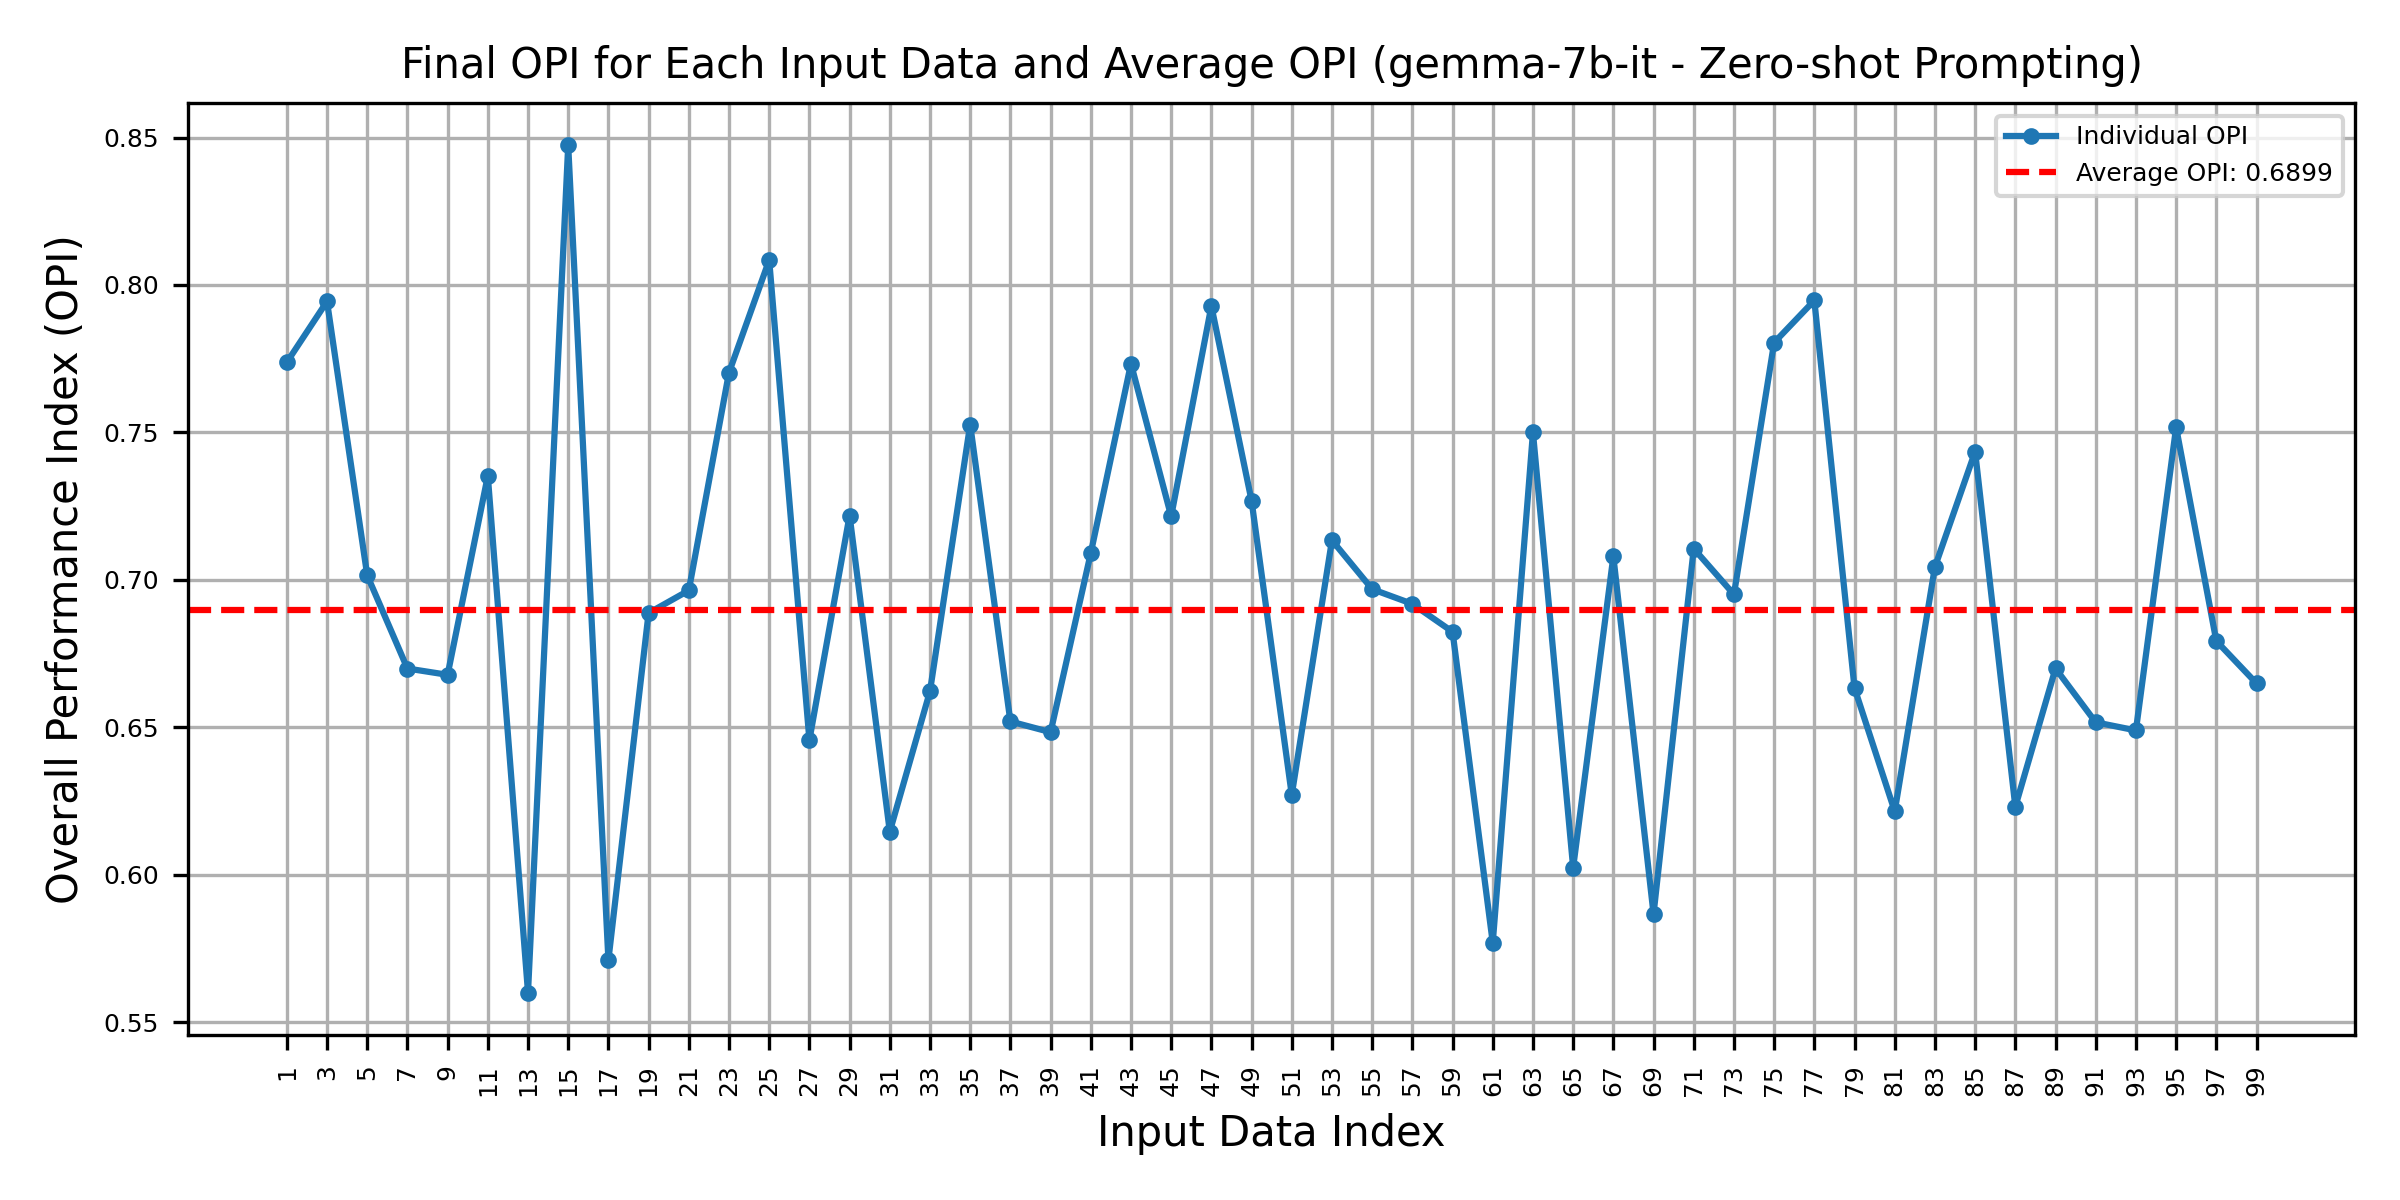 Final OPI for Each Input Data and Average OPI (gemma-7b-it - Zero-shot Prompting)
Individual OPI
Average OPI: 0.6899
Overall Performance Index (OPI)
0.85
0.80
0.75
0.70
0.65
0.60
0.55
1 3 5 7 9 11 13 15 17 19 21 23 25 27 29 31 33 35 37 39 41 43 45 47 49 51 53 55 57 59 61 63 65 67 69 71 73 75 77 79 81 83 85 87 89 91 93 95 97 99
Input Data Index